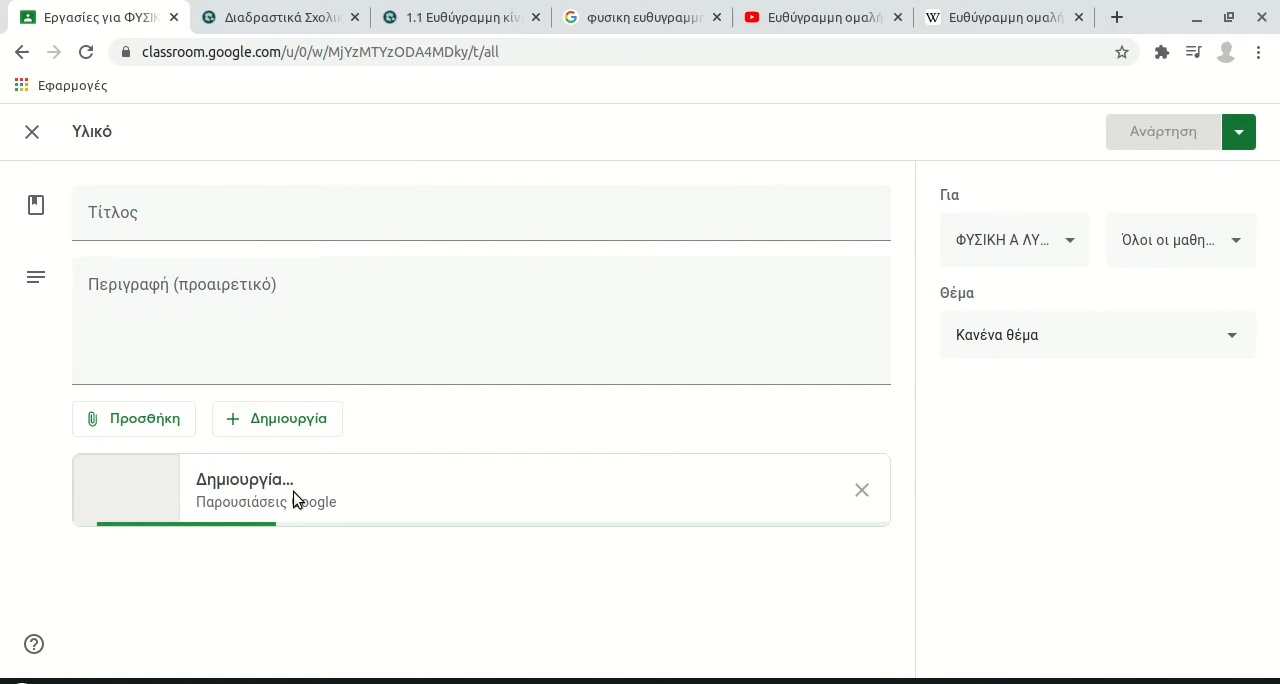 Εργασίες για ΦΥΣΙΚ
Διαδραστικά Σχολι
1.1 Ευθύγραμμη κίν
φυσικη ευθυγραμμ
Ευθύγραμμη ομαλή
W Ευθύγραμμη ομαλή
classroom.google.com/u/0/w/MjYzMTYzODA4MDky/t/all
Εφαρμογές
Υλικό
Ανάρτηση
Τίτλος
Περιγραφή (προαιρετικό)
Προσθήκη
Δημιουργία
Δημιουργία...
Παρουσιάσεις Google
Για
ΦΥΣΙΚΗ Α ΛΥ...
Όλοι οι μαθη...
Θέμα
Κανένα θέμα